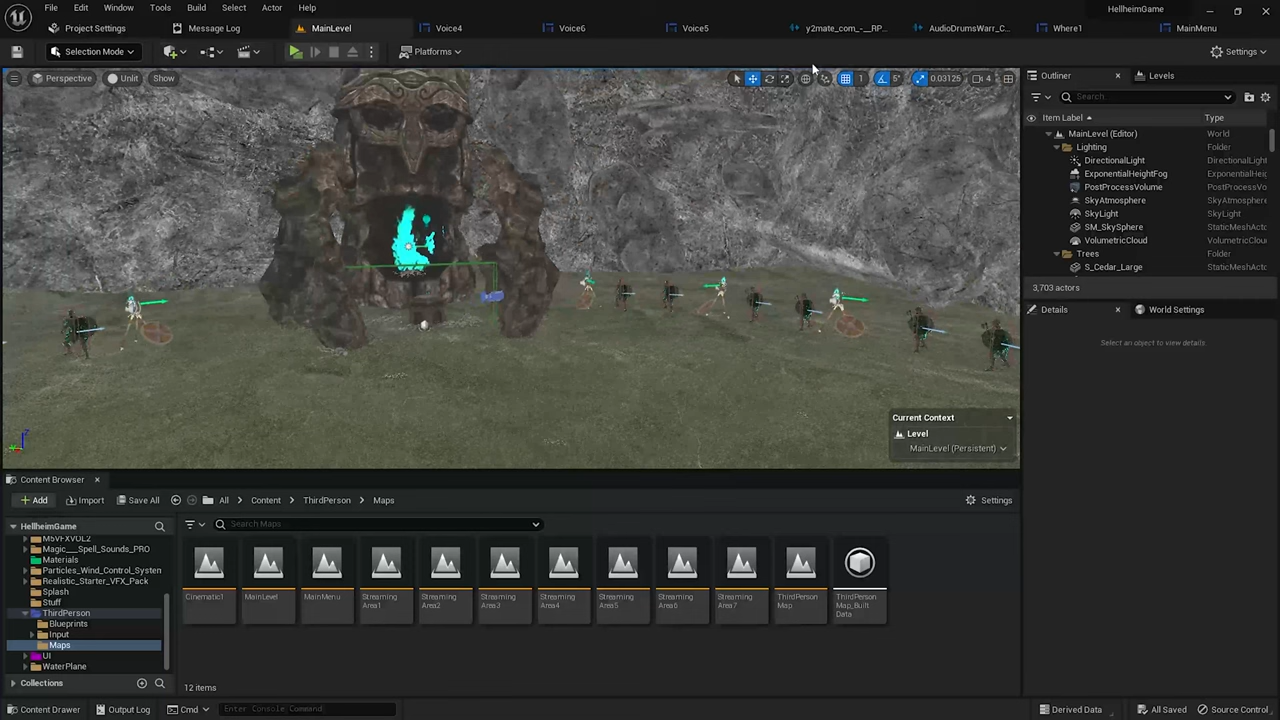 File Edit Window Tools Build Select Actor Help
HellheimGame
Project Settings
Message Log
MainLevel
Voice4
Voice6
Voice5
y2mate_com_-__RP...
AudioDrumsWarr_C...
Where1
MainMenu
Selection Mode
Platforms
Settings
Perspective
Unlit
Show
1
5°
0.03125
4
Outliner
Levels
Search...
Item Label
Type
MainLevel (Editor) World
Lighting Folder
DirectionalLight DirectionalLight
ExponentialHeightFog ExponentialHeig
PostProcessVolume PostProcessVo
SkyAtmosphere SkyAtmosphere
SkyLight SkyLight
SM_SkySphere StaticMeshActo
VolumetricCloud VolumetricCloud
Trees Folder
S_Cedar_Large StaticMeshActo
3,703 actors
Details
World Settings
Select an object to view details.
Current Context
Level
MainLevel (Persistent)
Content Browser
Add
Import
Save All
All
Content
ThirdPerson
Maps
Settings
HellheimGame
Search Maps
M5VFXVOL2
Magic___Spell_Sounds_PRO
Materials
Particles_Wind_Control_System
Realistic_Starter_VFX_Pack
Splash
Stuff
ThirdPerson
Blueprints
Input
Maps
UI
WaterPlane
Cinematic1
MainLevel
MainMenu
Streaming
Area1
Streaming
Area2
Streaming
Area3
Streaming
Area4
Streaming
Area5
Streaming
Area6
Streaming
Area7
ThirdPerson
Map
ThirdPerson
Map_Built
Data
12 items
Collections
Content Drawer
Output Log
Cmd
Enter Console Command
Derived Data
All Saved
Source Control